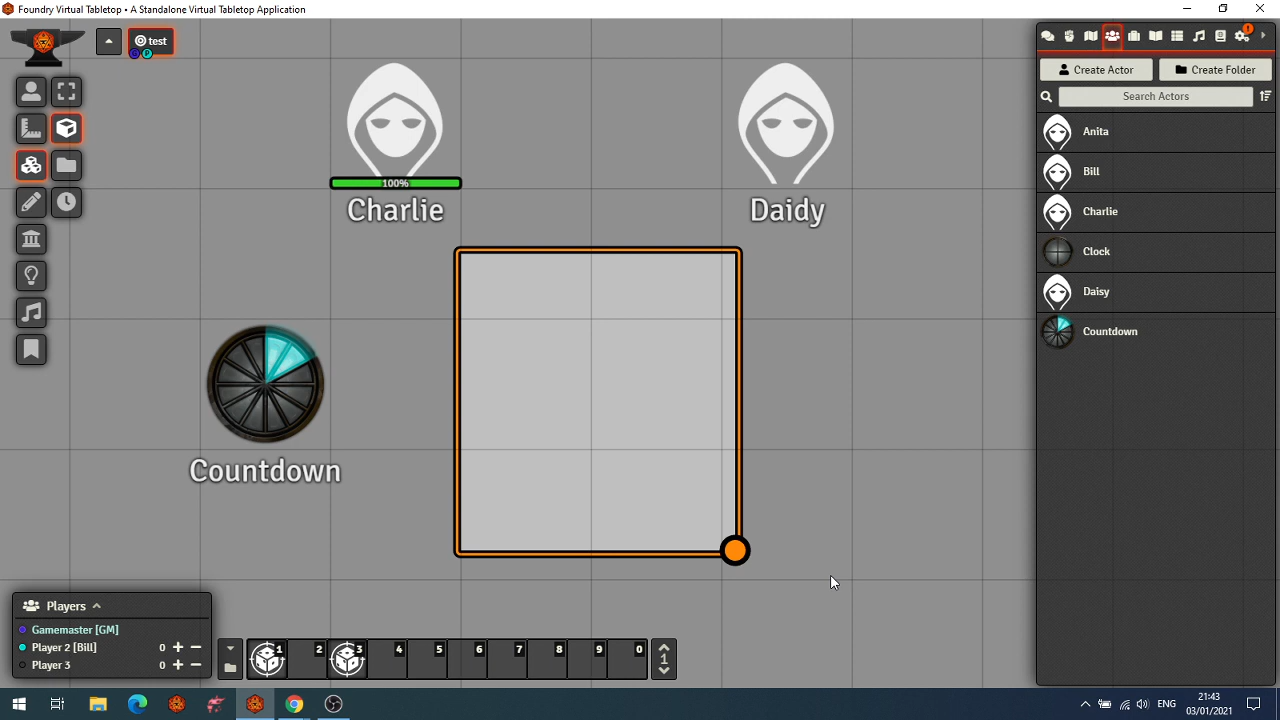 Foundry Virtual Tabletop • A Standalone Virtual Tabletop Application
test
G P
Create Actor
Create Folder
Search Actors
Anita
Bill
Charlie
Clock
Daisy
Countdown
100%
Charlie
Daidy
Countdown
Players
Gamemaster [GM]
Player 2 [Bill] 0
Player 3 0
1 2 3 4 5 6 7 8 9 0
1
ENG
21:43
03/01/2021